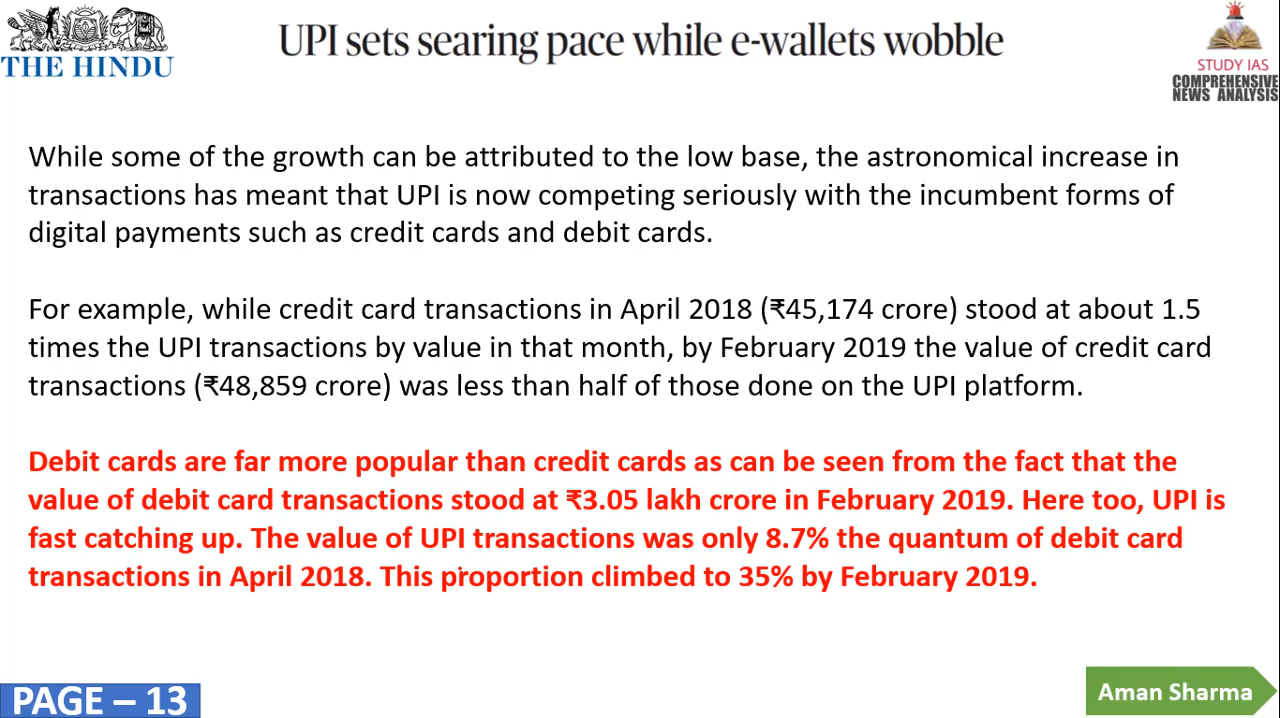 UPI sets searing pace while e-wallets wobble
THE HINDU
STUDY IAS
COMPREHENSIVE
NEWS ANALYSIS
While some of the growth can be attributed to the low base, the astronomical increase in
transactions has meant that UPI is now competing seriously with the incumbent forms of
digital payments such as credit cards and debit cards.
For example, while credit card transactions in April 2018 (₹45,174 crore) stood at about 1.5
times the UPI transactions by value in that month, by February 2019 the value of credit card
transactions (₹48,859 crore) was less than half of those done on the UPI platform.
Debit cards are far more popular than credit cards as can be seen from the fact that the
value of debit card transactions stood at ₹3.05 lakh crore in February 2019. Here too, UPI is
fast catching up. The value of UPI transactions was only 8.7% the quantum of debit card
transactions in April 2018. This proportion climbed to 35% by February 2019.
PAGE – 13
Aman Sharma